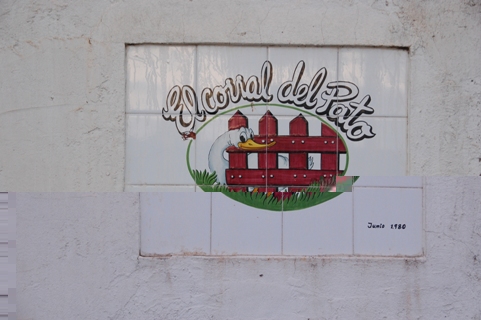 El corral del Pato
Junio 1980